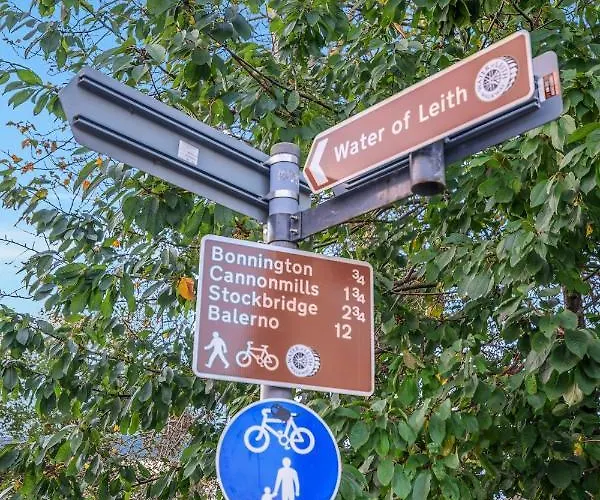 Water of Leith
Bonnington ¾
Cannonmills 1¾
Stockbridge 2¾
Balerno 12